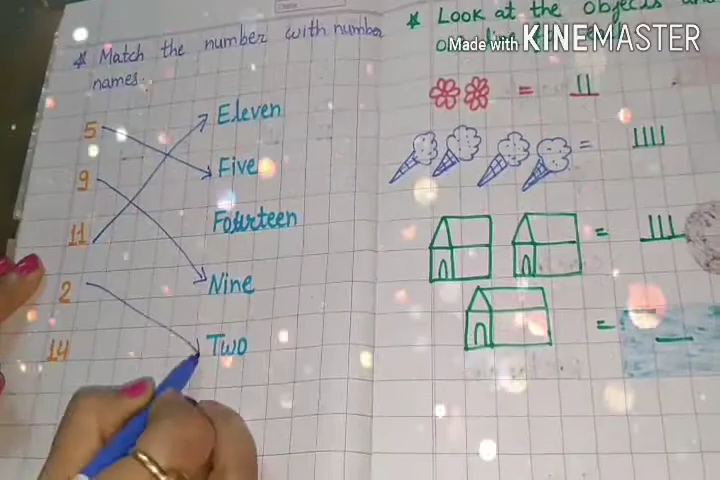 * Match the number with number
names.
5
9
11
2
14
Eleven
Five
Fourteen
Nine
Two
* Look at the objects and
Made with KINEMASTER
=
=
=
=